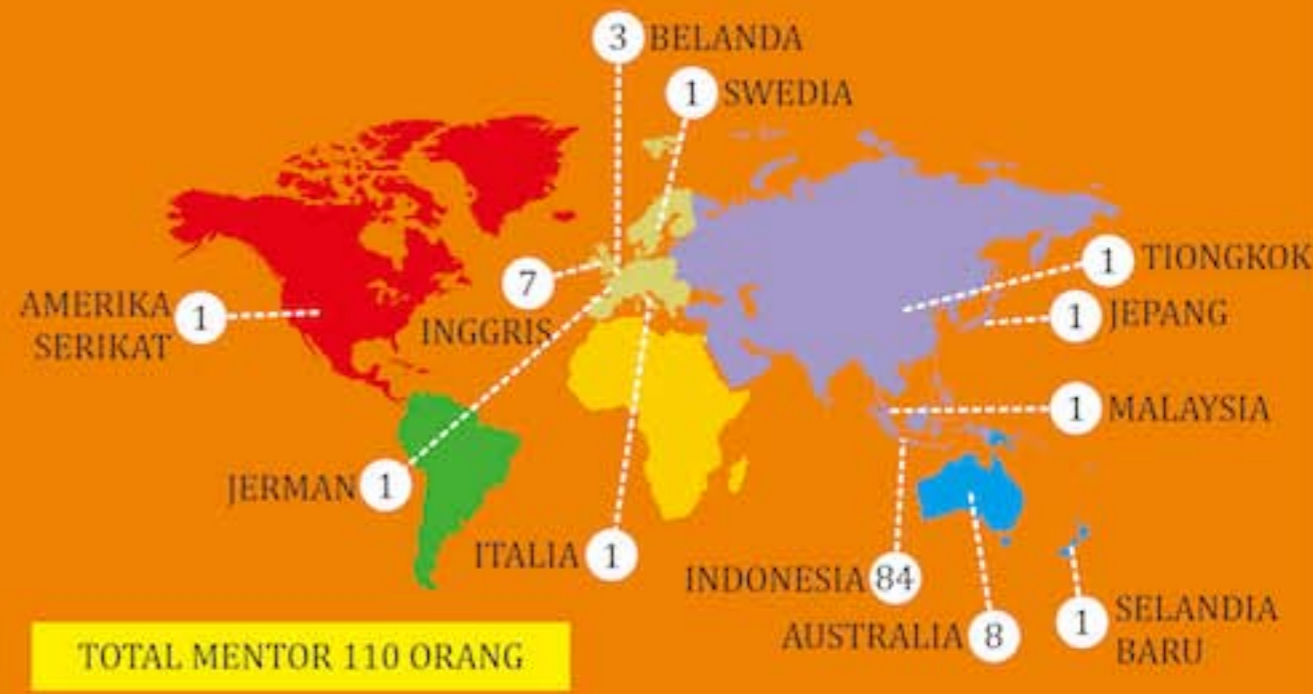 3 BELANDA
1 SWEDIA
7
INGGRIS
AMERIKA
SERIKAT
1
1 TIONGKOK
1 JEPANG
1 MALAYSIA
JERMAN 1
ITALIA 1
INDONESIA 84
AUSTRALIA 8
1 SELANDIA
BARU
TOTAL MENTOR 110 ORANG